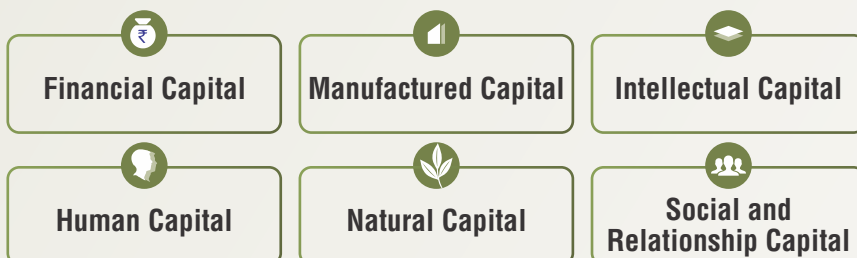 ₹
Financial Capital
Manufactured Capital
Intellectual Capital
Human Capital
Natural Capital
Social and
Relationship Capital